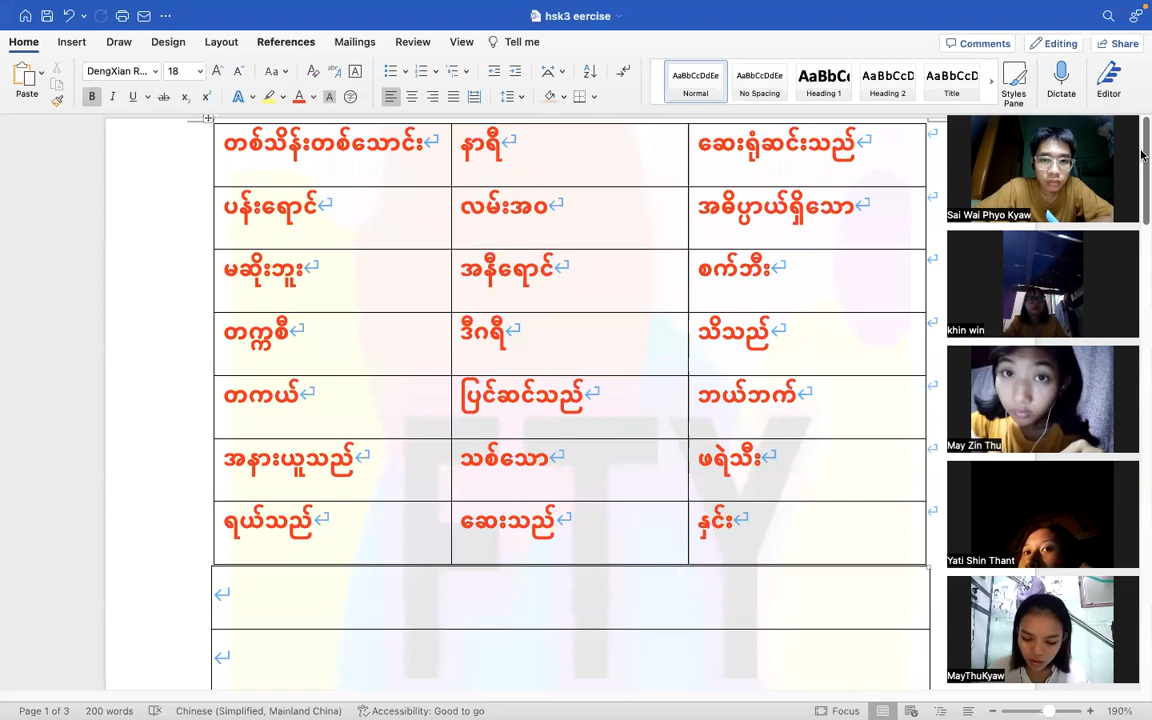 hsk3 eercise
Home Insert Draw Design Layout References Mailings Review View Tell me Comments Editing Share
Paste DengXian R... 18 Aa A B I U ab x₂ x² A A A AaBbCcDdEe Normal AaBbCcDdEe No Spacing AaBbC Heading 1 AaBbCcD Heading 2 AaBbCcD Title Styles Pane Dictate Editor
တစ်သိန်းတစ်သောင်း နာရီ ဆေးရုံဆင်းသည်
ပန်းရောင် လမ်းအဝ အဓိပ္ပာယ်ရှိသော
မဆိုးဘူး အနီရောင် စက်ဘီး
တက္ကစီ ဒီဂရီ သိသည်
တကယ် ပြင်ဆင်သည် ဘယ်ဘက်
အနားယူသည် သစ်သော ဖရဲသီး
ရယ်သည် ဆေးသည် နှင်း
FTY
Sai Wai Phyo Kyaw
khin win
May Zin Thu
Yati Shin Thant
MayThuKyaw
Page 1 of 3 200 words Chinese (Simplified, Mainland China) Accessibility: Good to go Focus 190%